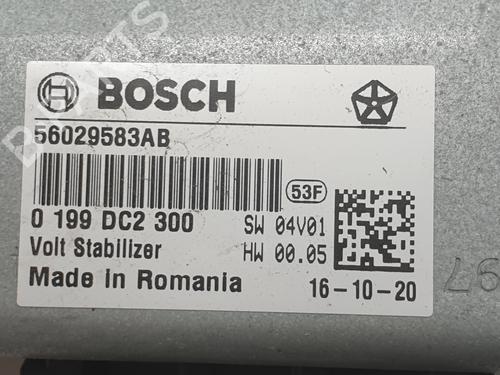 BOSCH
56029583AB
53F
0 199 DC2 300
SW 04V01
Volt Stabilizer
HW 00.05
Made in Romania
16-10-20
97